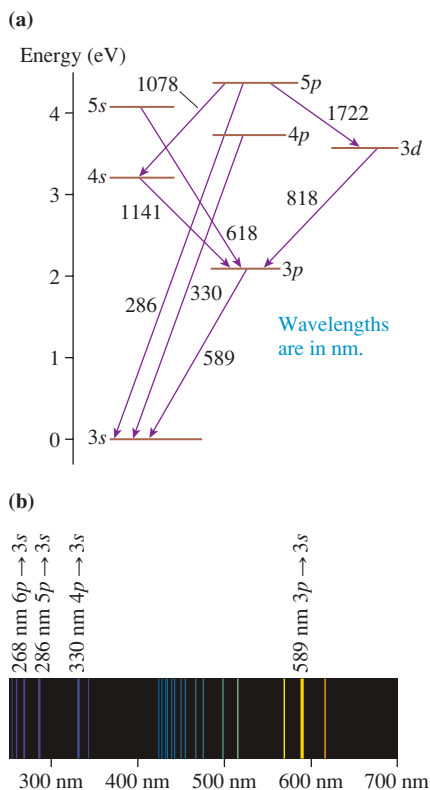 (a)
Energy (eV)
1078
5p
5s
4
1722
4p
3d
4s
3
1141
818
618
2
3p
286
330
Wavelengths
are in nm.
589
1
3s
0
(b)
268 nm 6p → 3s
286 nm 5p → 3s
330 nm 4p → 3s
589 nm 3p → 3s
300 nm 400 nm 500 nm 600 nm 700 nm